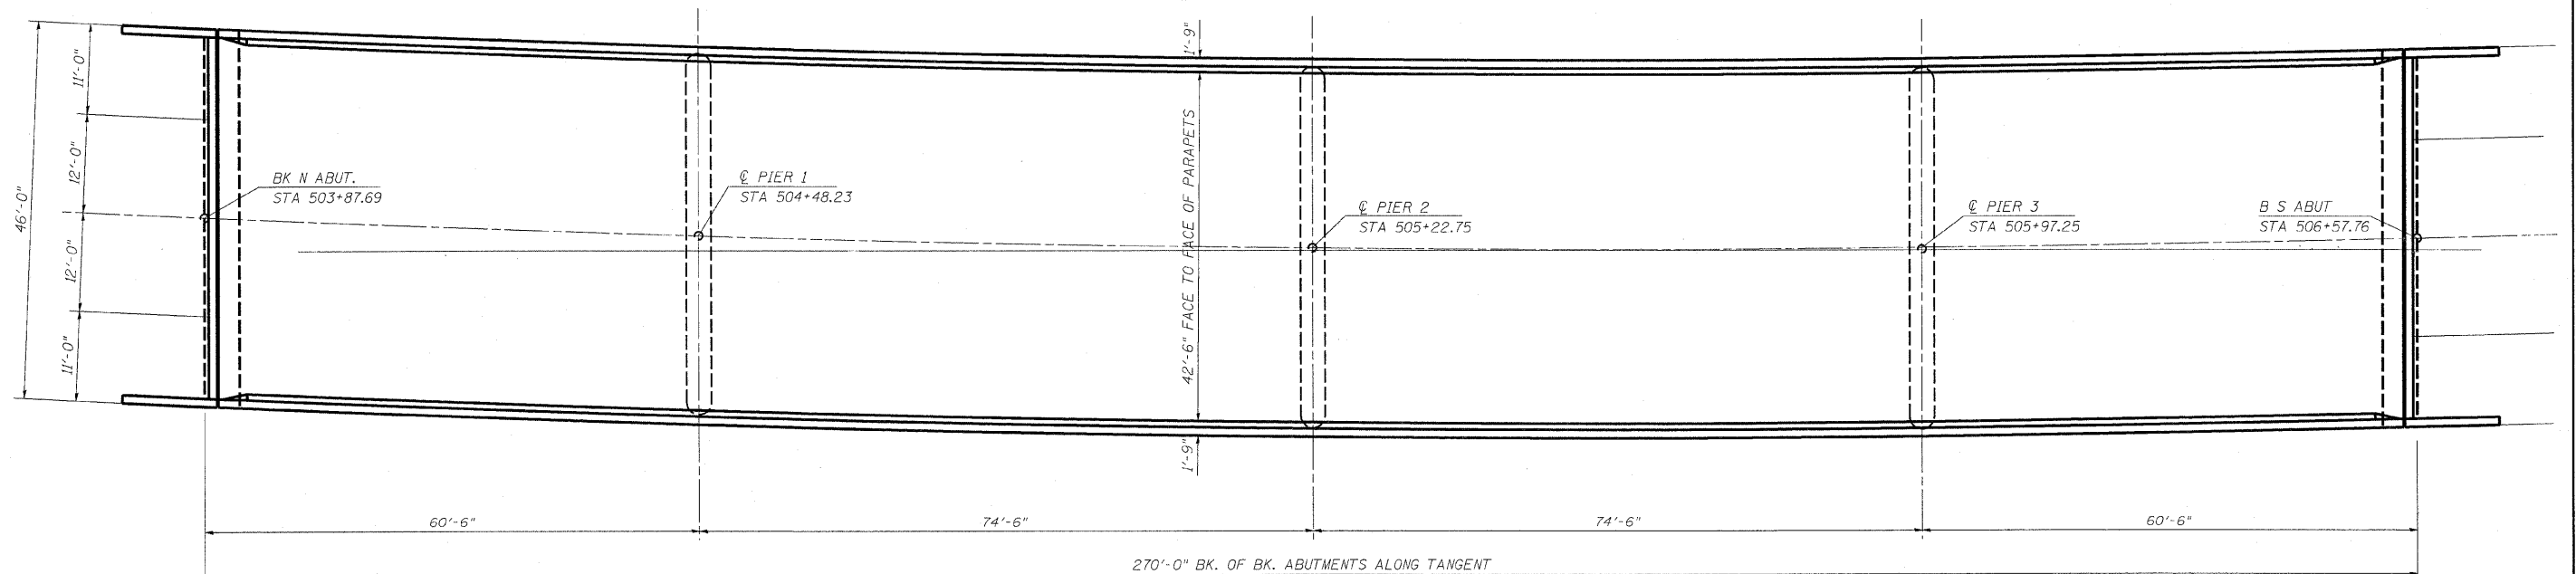 46'-0"
11'-0"
12'-0"
12'-0"
11'-0"
BK N ABUT.
STA 503+87.69
℄ PIER 1
STA 504+48.23
1'-9"
42'-6" FACE TO FACE OF PARAPETS
1'-9"
℄ PIER 2
STA 505+22.75
℄ PIER 3
STA 505+97.25
B S ABUT
STA 506+57.76
60'-6"
74'-6"
74'-6"
60'-6"
270'-0" BK. OF BK. ABUTMENTS ALONG TANGENT